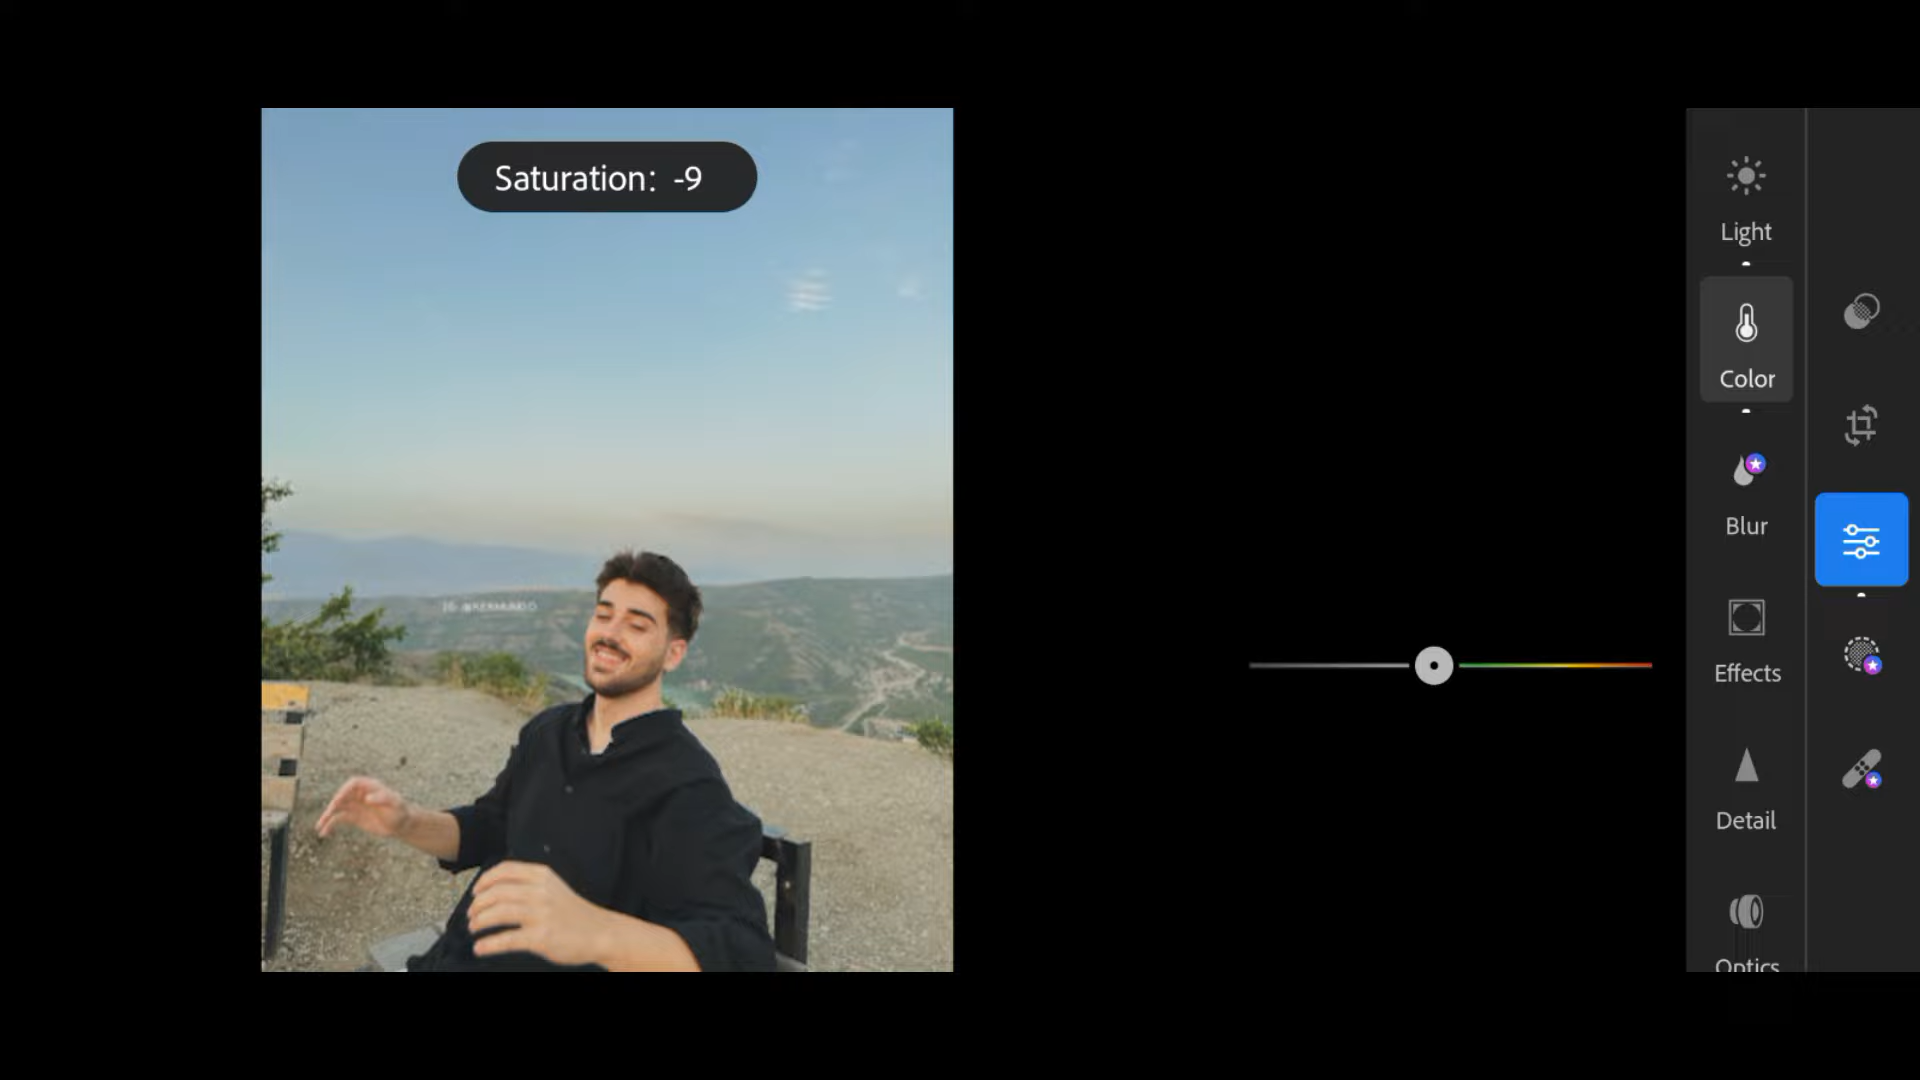 Saturation: -9
Light
Color
Blur
Effects
Detail
Optics